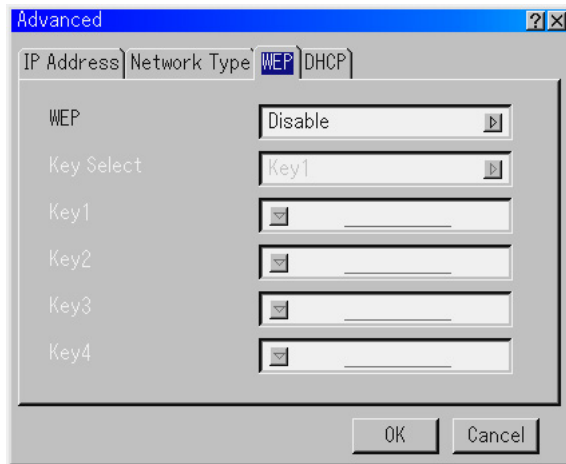 Advanced
IP Address Network Type WEP DHCP
WEP Disable
Key Select Key1
Key1
Key2
Key3
Key4
OK Cancel